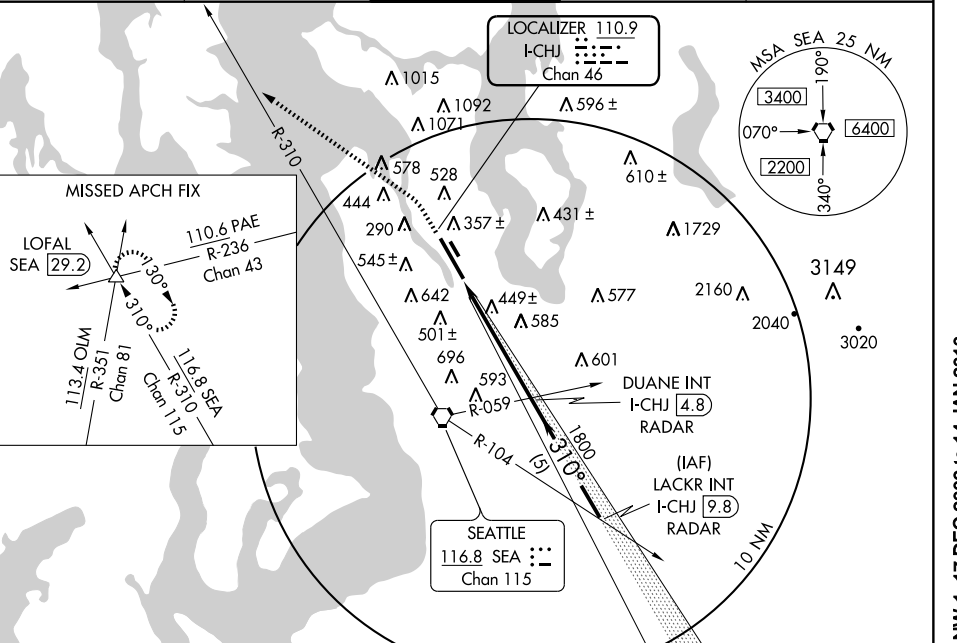 LOCALIZER 110.9
I-CHJ
Chan 46
MSA SEA 25 NM
190°
3400
070°
6400
2200
340°
1015
1092
1071
596 ±
R-310
578
528
610 ±
444
290
357 ±
431 ±
1729
545 ±
3149
642
449 ±
577
2160
501 ±
585
2040
3020
696
601
593
R-059
DUANE INT
I-CHJ 4.8
RADAR
R-104
1800
310°
(5)
(IAF)
LACKR INT
I-CHJ 9.8
RADAR
10 NM
SEATTLE
116.8 SEA
Chan 115
MISSED APCH FIX
LOFAL
SEA 29.2
110.6 PAE
R-236
Chan 43
130°
310°
113.4 OLM
R-351
Chan 81
116.8 SEA
R-310
Chan 115